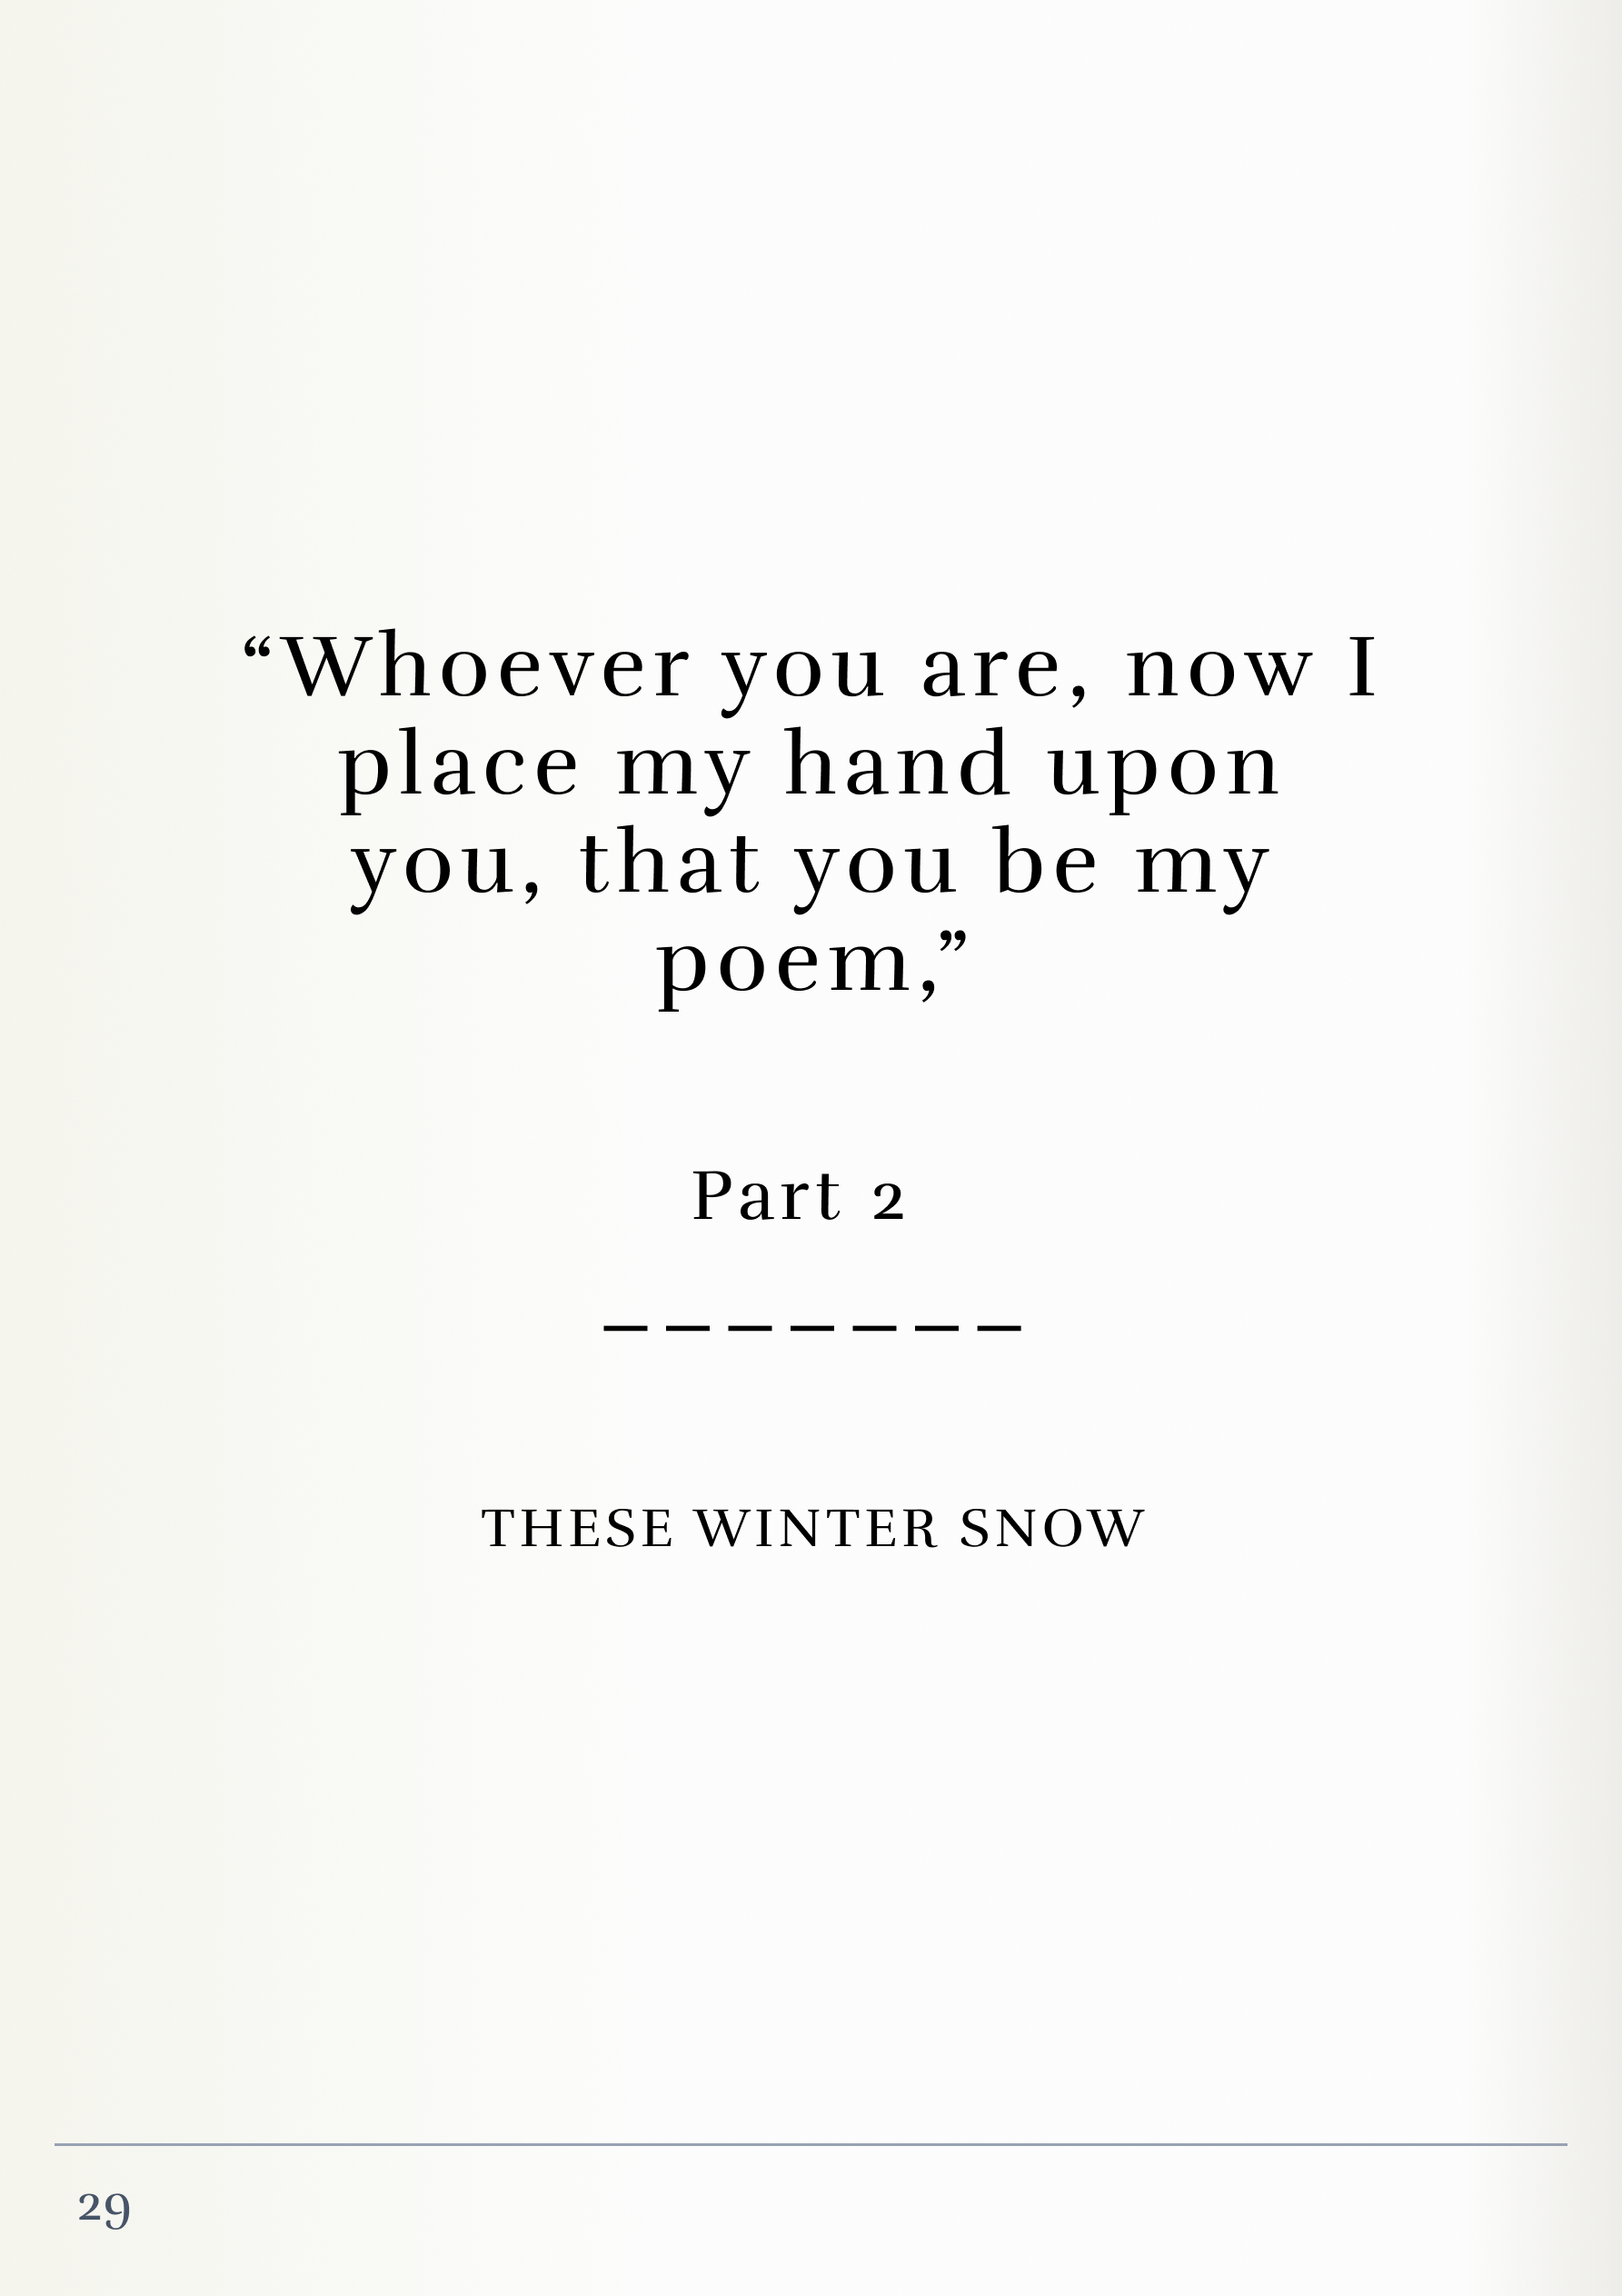 “Whoever you are, now I
place my hand upon
you, that you be my
poem,”
Part 2
_ _ _ _ _ _ _
THESE WINTER SNOW
29